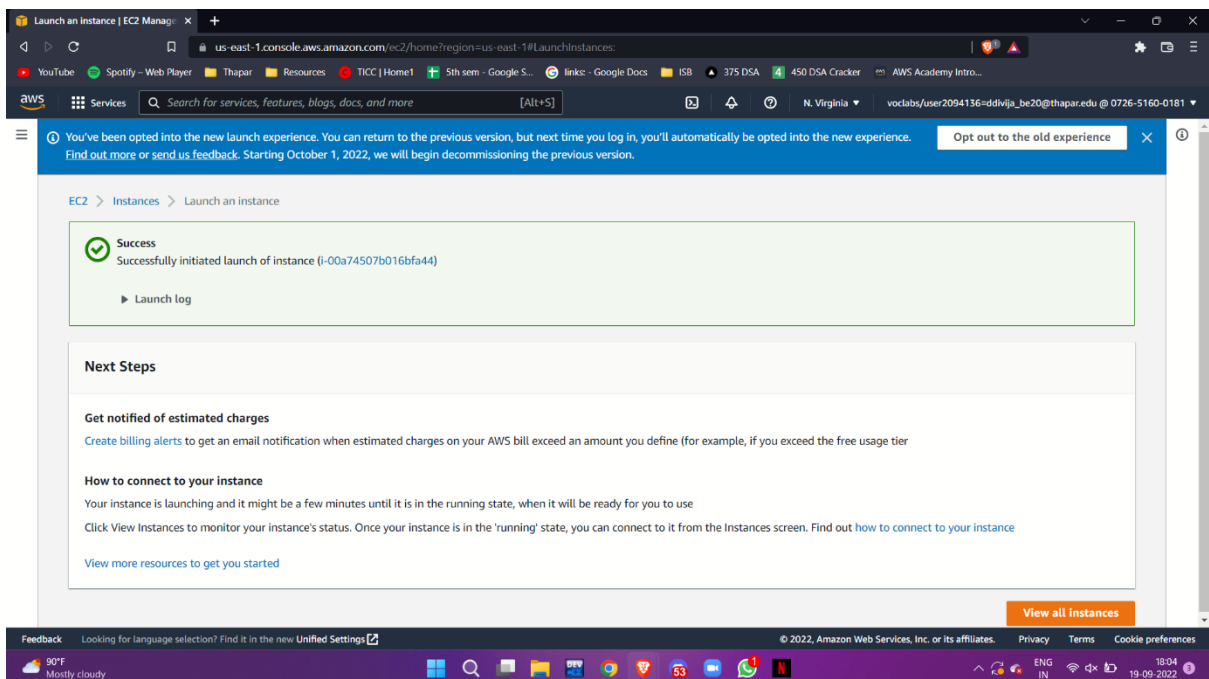 Launch an instance | EC2 Manage
us-east-1.console.aws.amazon.com/ec2/home?region=us-east-1#LaunchInstances:
YouTube Spotify – Web Player Thapar Resources TICC | Home1 5th sem - Google S... links: - Google Docs ISB 375 DSA 4 450 DSA Cracker AWS Academy Intro...
aws Services Search for services, features, blogs, docs, and more [Alt+S] N. Virginia voclabs/user2094136=ddivija_be20@thapar.edu @ 0726-5160-0181
You've been opted into the new launch experience. You can return to the previous version, but next time you log in, you'll automatically be opted into the new experience. Opt out to the old experience
Find out more or send us feedback. Starting October 1, 2022, we will begin decommissioning the previous version.
EC2 > Instances > Launch an instance
Success
Successfully initiated launch of instance (i-00a74507b016bfa44)
Launch log
Next Steps
Get notified of estimated charges
Create billing alerts to get an email notification when estimated charges on your AWS bill exceed an amount you define (for example, if you exceed the free usage tier
How to connect to your instance
Your instance is launching and it might be a few minutes until it is in the running state, when it will be ready for you to use
Click View Instances to monitor your instance's status. Once your instance is in the 'running' state, you can connect to it from the Instances screen. Find out how to connect to your instance
View more resources to get you started
View all instances
Feedback Looking for language selection? Find it in the new Unified Settings © 2022, Amazon Web Services, Inc. or its affiliates. Privacy Terms Cookie preferences
90°F
Mostly cloudy
DEV
53
N
ENG
IN
18:04
19-09-2022
3